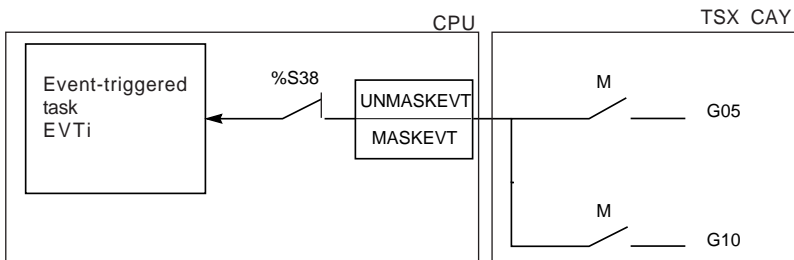 CPU
TSX CAY
Event-triggered
task
EVTi
%S38
UNMASKEVT
MASKEVT
M
G05
M
G10